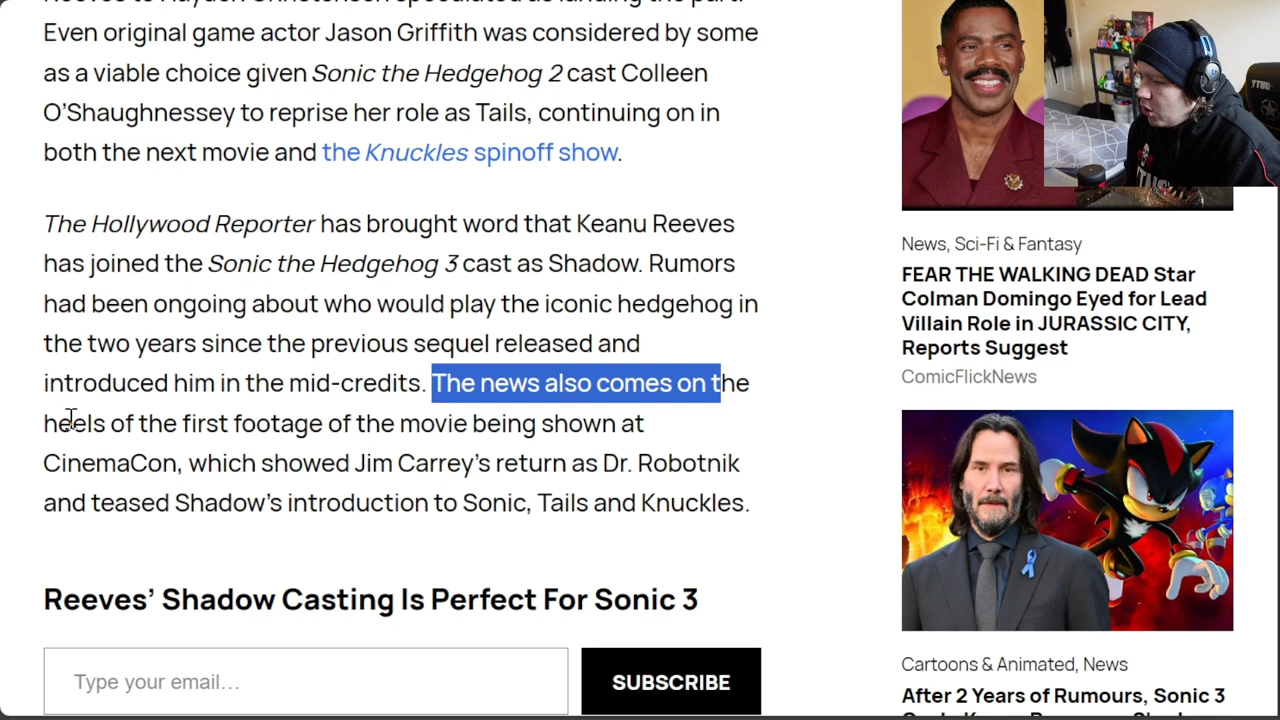 Even original game actor Jason Griffith was considered by some
as a viable choice given Sonic the Hedgehog 2 cast Colleen
O'Shaughnessey to reprise her role as Tails, continuing on in
both the next movie and the Knuckles spinoff show.
The Hollywood Reporter has brought word that Keanu Reeves
has joined the Sonic the Hedgehog 3 cast as Shadow. Rumors
had been ongoing about who would play the iconic hedgehog in
the two years since the previous sequel released and
introduced him in the mid-credits. The news also comes on the
heels of the first footage of the movie being shown at
CinemaCon, which showed Jim Carrey's return as Dr. Robotnik
and teased Shadow's introduction to Sonic, Tails and Knuckles.
Reeves' Shadow Casting Is Perfect For Sonic 3
Type your email...
SUBSCRIBE
News, Sci-Fi & Fantasy
FEAR THE WALKING DEAD Star
Colman Domingo Eyed for Lead
Villain Role in JURASSIC CITY,
Reports Suggest
ComicFlickNews
Cartoons & Animated, News
After 2 Years of Rumours, Sonic 3